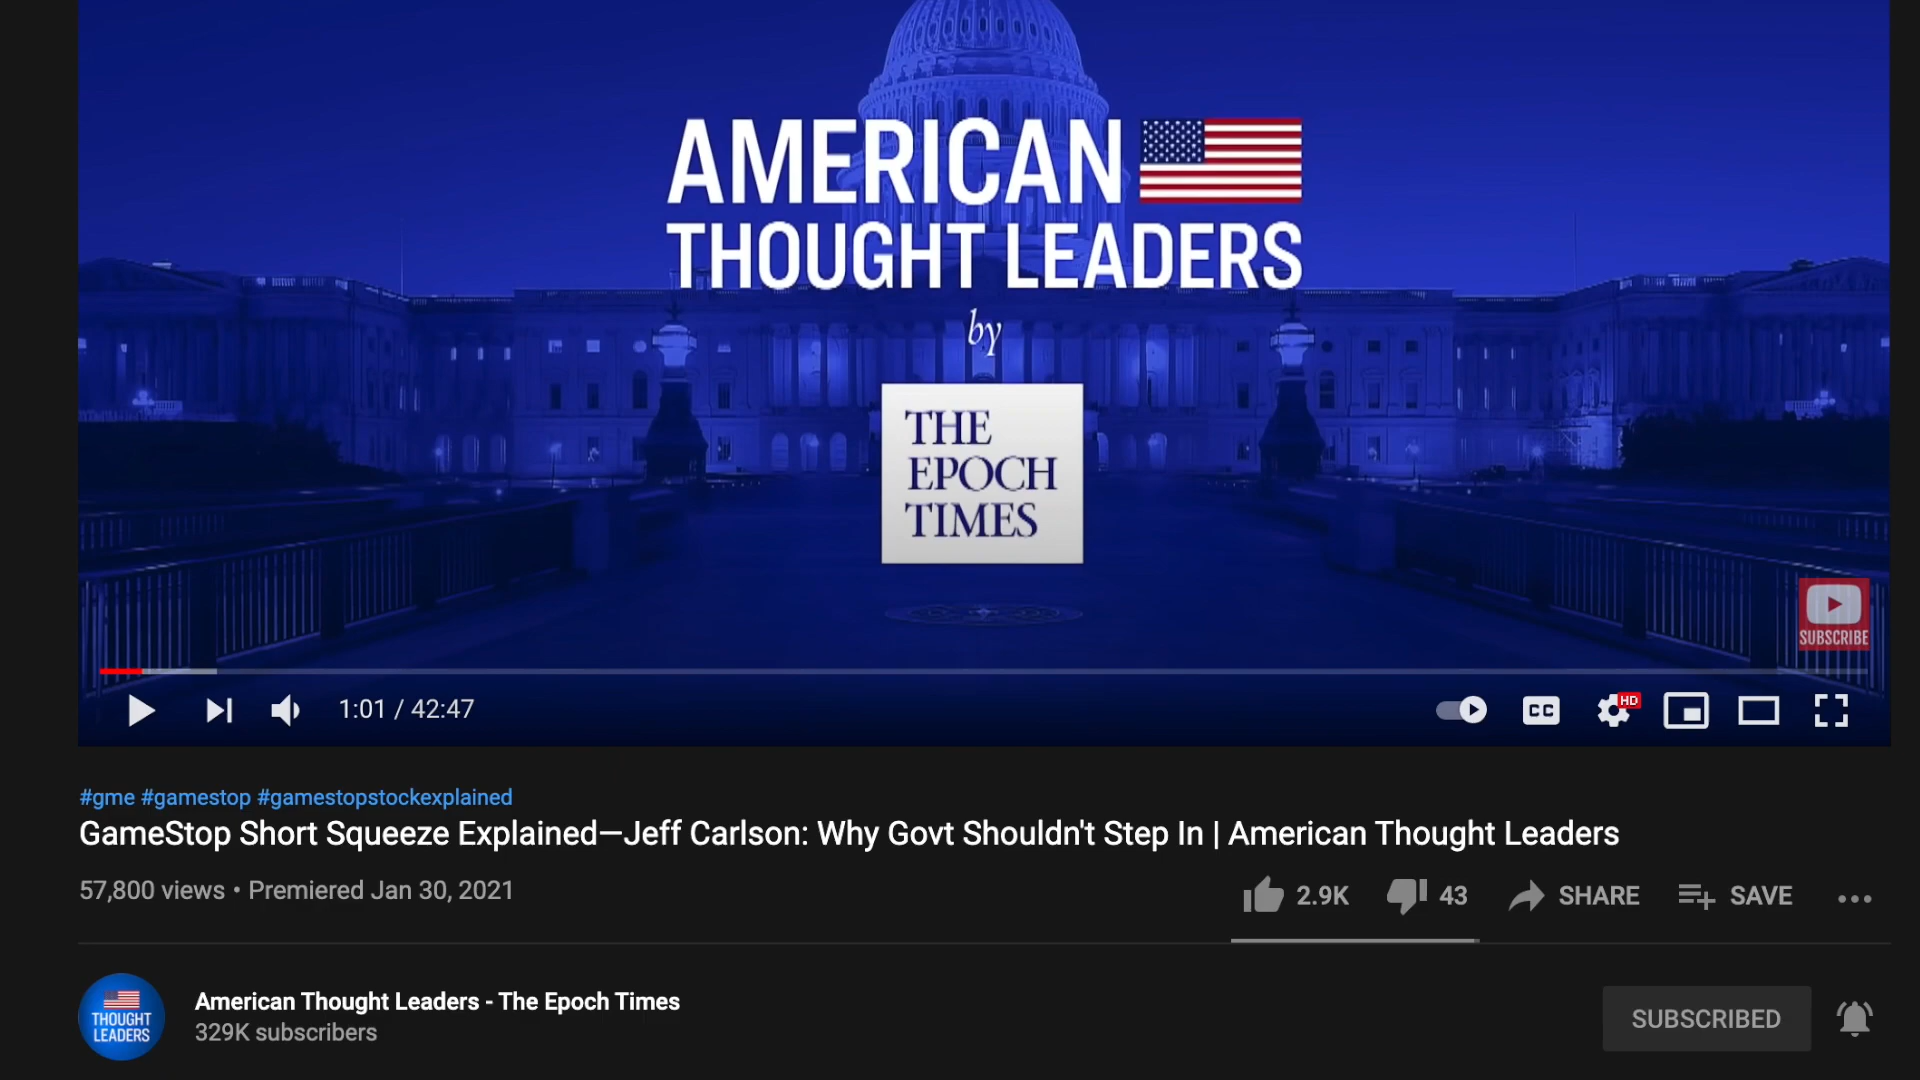 AMERICAN
THOUGHT LEADERS
by
THE
EPOCH
TIMES
SUBSCRIBE
1:01 / 42:47
CC
HD
#gme #gamestop #gamestopstockexplained
GameStop Short Squeeze Explained—Jeff Carlson: Why Govt Shouldn't Step In | American Thought Leaders
57,800 views • Premiered Jan 30, 2021
2.9K 43 SHARE SAVE
THOUGHT
LEADERS
American Thought Leaders - The Epoch Times
329K subscribers
SUBSCRIBED